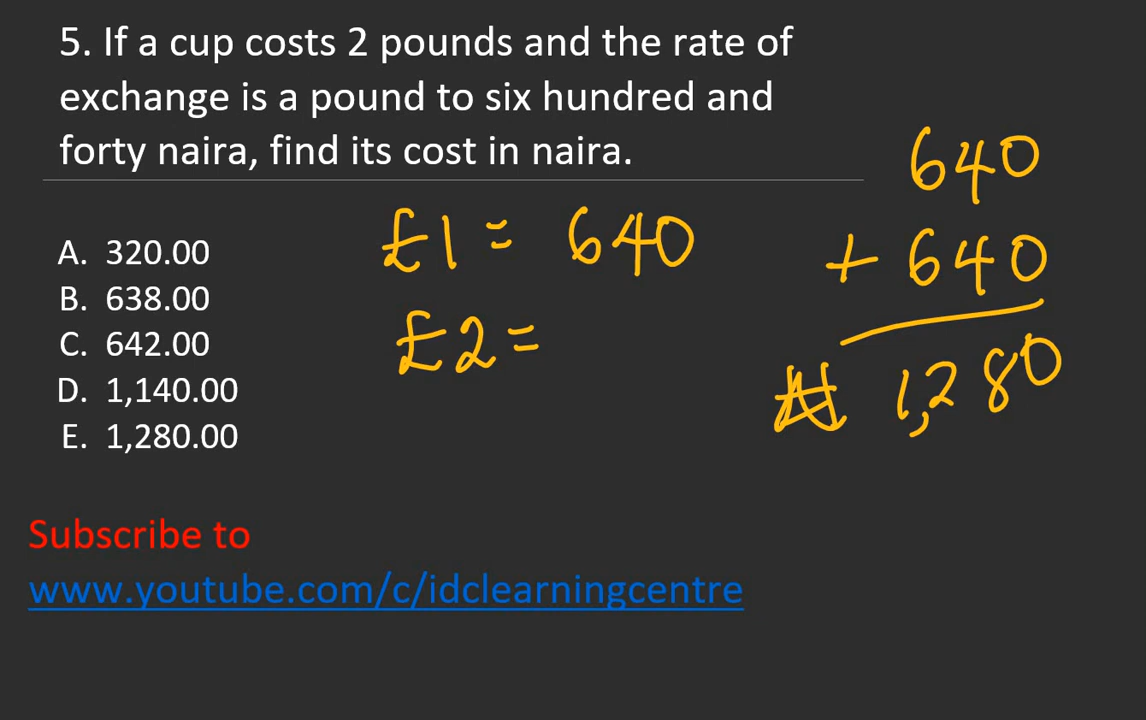 5. If a cup costs 2 pounds and the rate of
exchange is a pound to six hundred and
forty naira, find its cost in naira.
A. 320.00
B. 638.00
C. 642.00
D. 1,140.00
E. 1,280.00
£1 = 640
£2 =
640
+ 640
₦ 1,280
Subscribe to
www.youtube.com/c/idclearningcentre